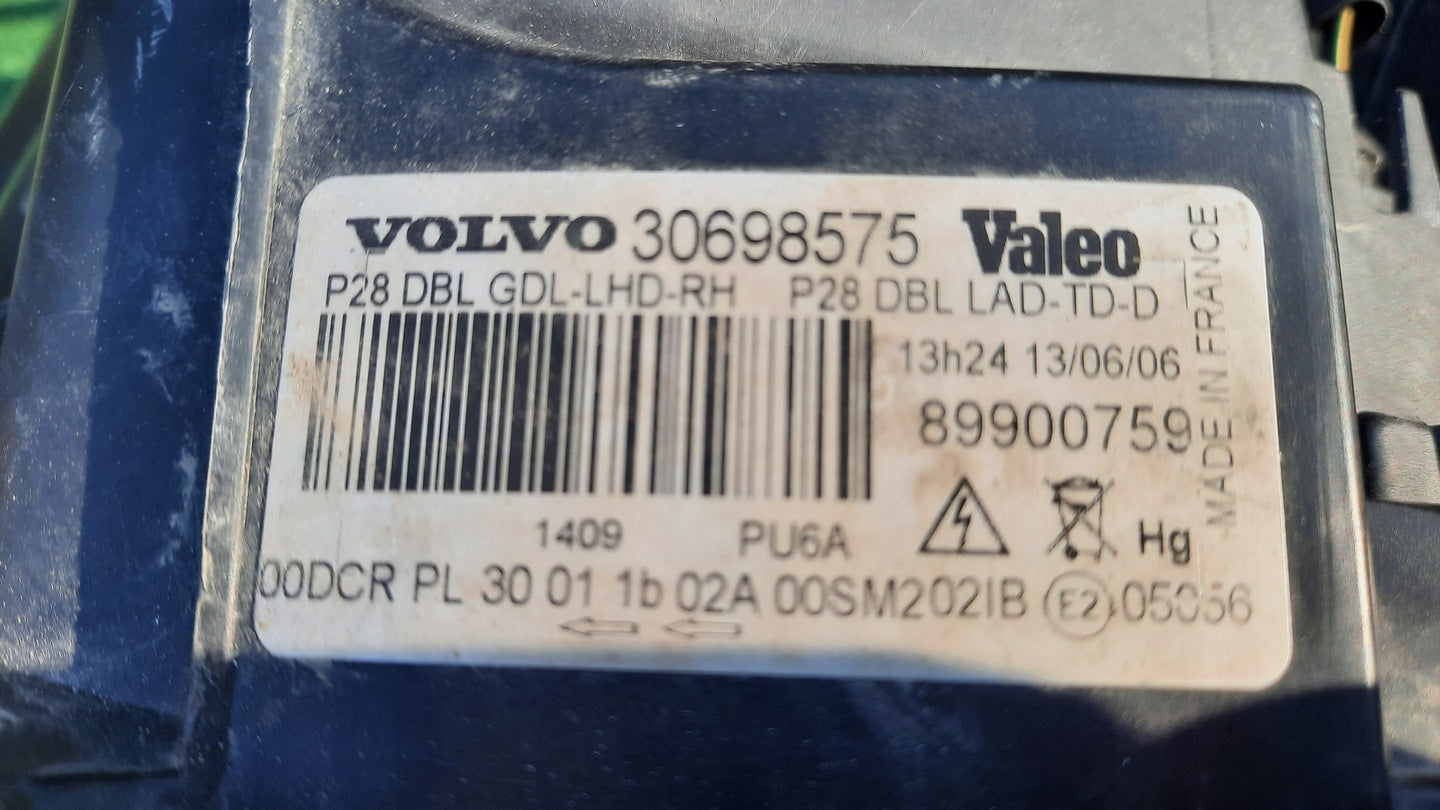 VOLVO 30698575 Valeo
P28 DBL GDL-LHD-RH P28 DBL LAD-TD-D
13h24 13/06/06
89900759
MADE IN FRANCE
1409 PU6A
Hg
00DCR PL 30 01 1b 02A 00SM202IB E2 05056